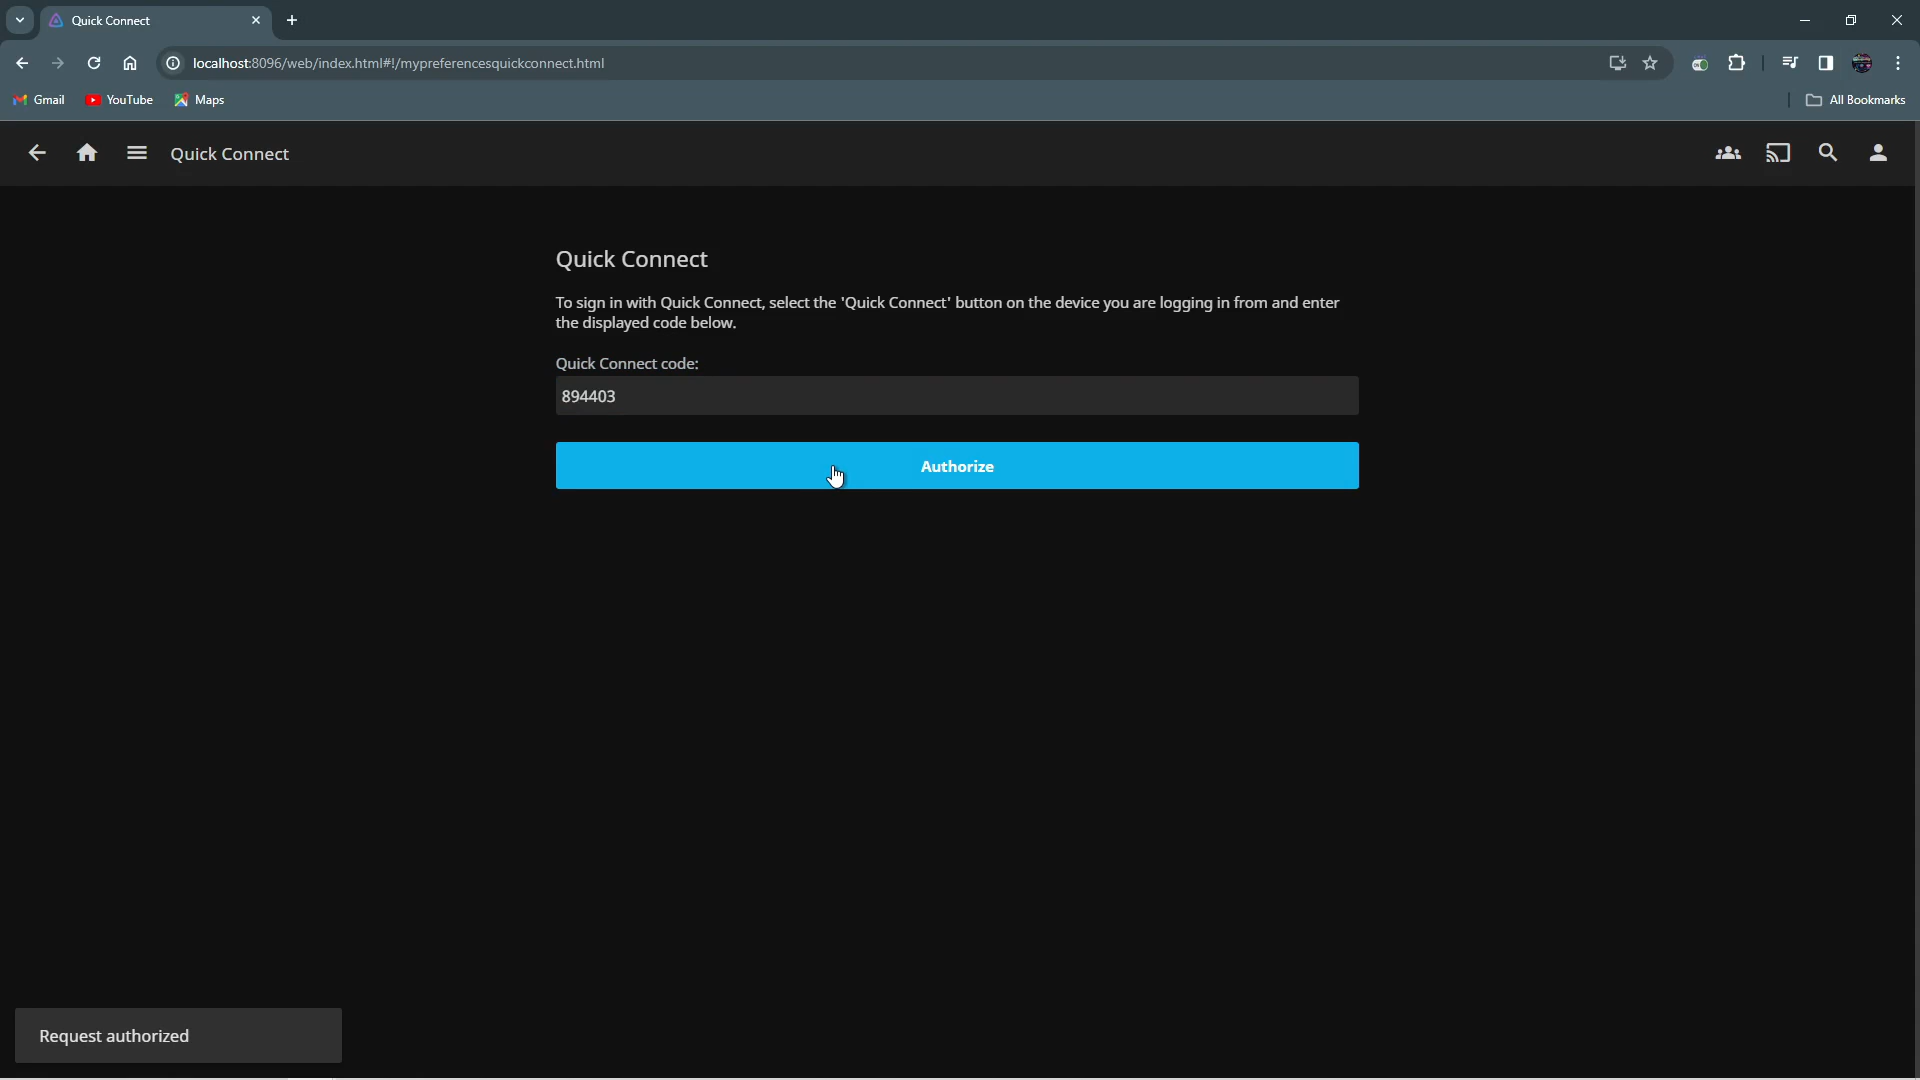 Quick Connect
localhost:8096/web/index.html#!/mypreferencesquickconnect.html
Gmail
YouTube
Maps
All Bookmarks
Quick Connect
Quick Connect
To sign in with Quick Connect, select the 'Quick Connect' button on the device you are logging in from and enter
the displayed code below.
Quick Connect code:
894403
Authorize
Request authorized